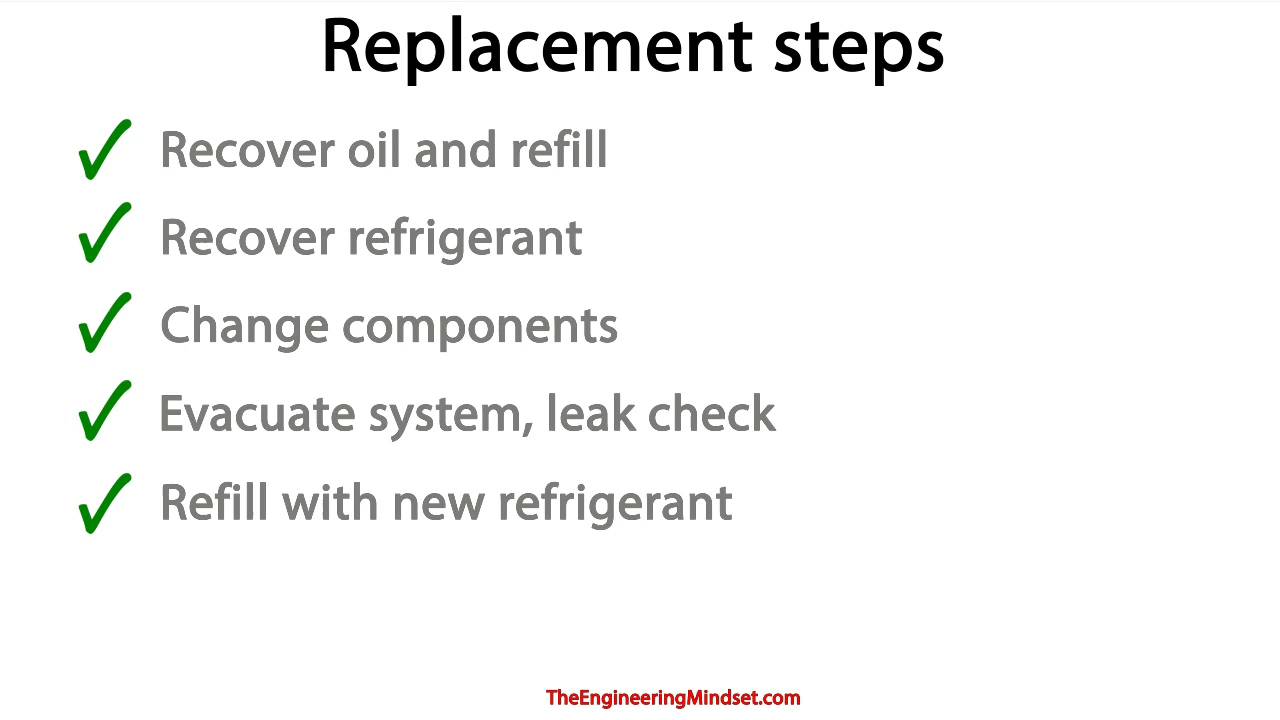 Replacement steps
Recover oil and refill
Recover refrigerant
Change components
Evacuate system, leak check
Refill with new refrigerant
TheEngineeringMindset.com